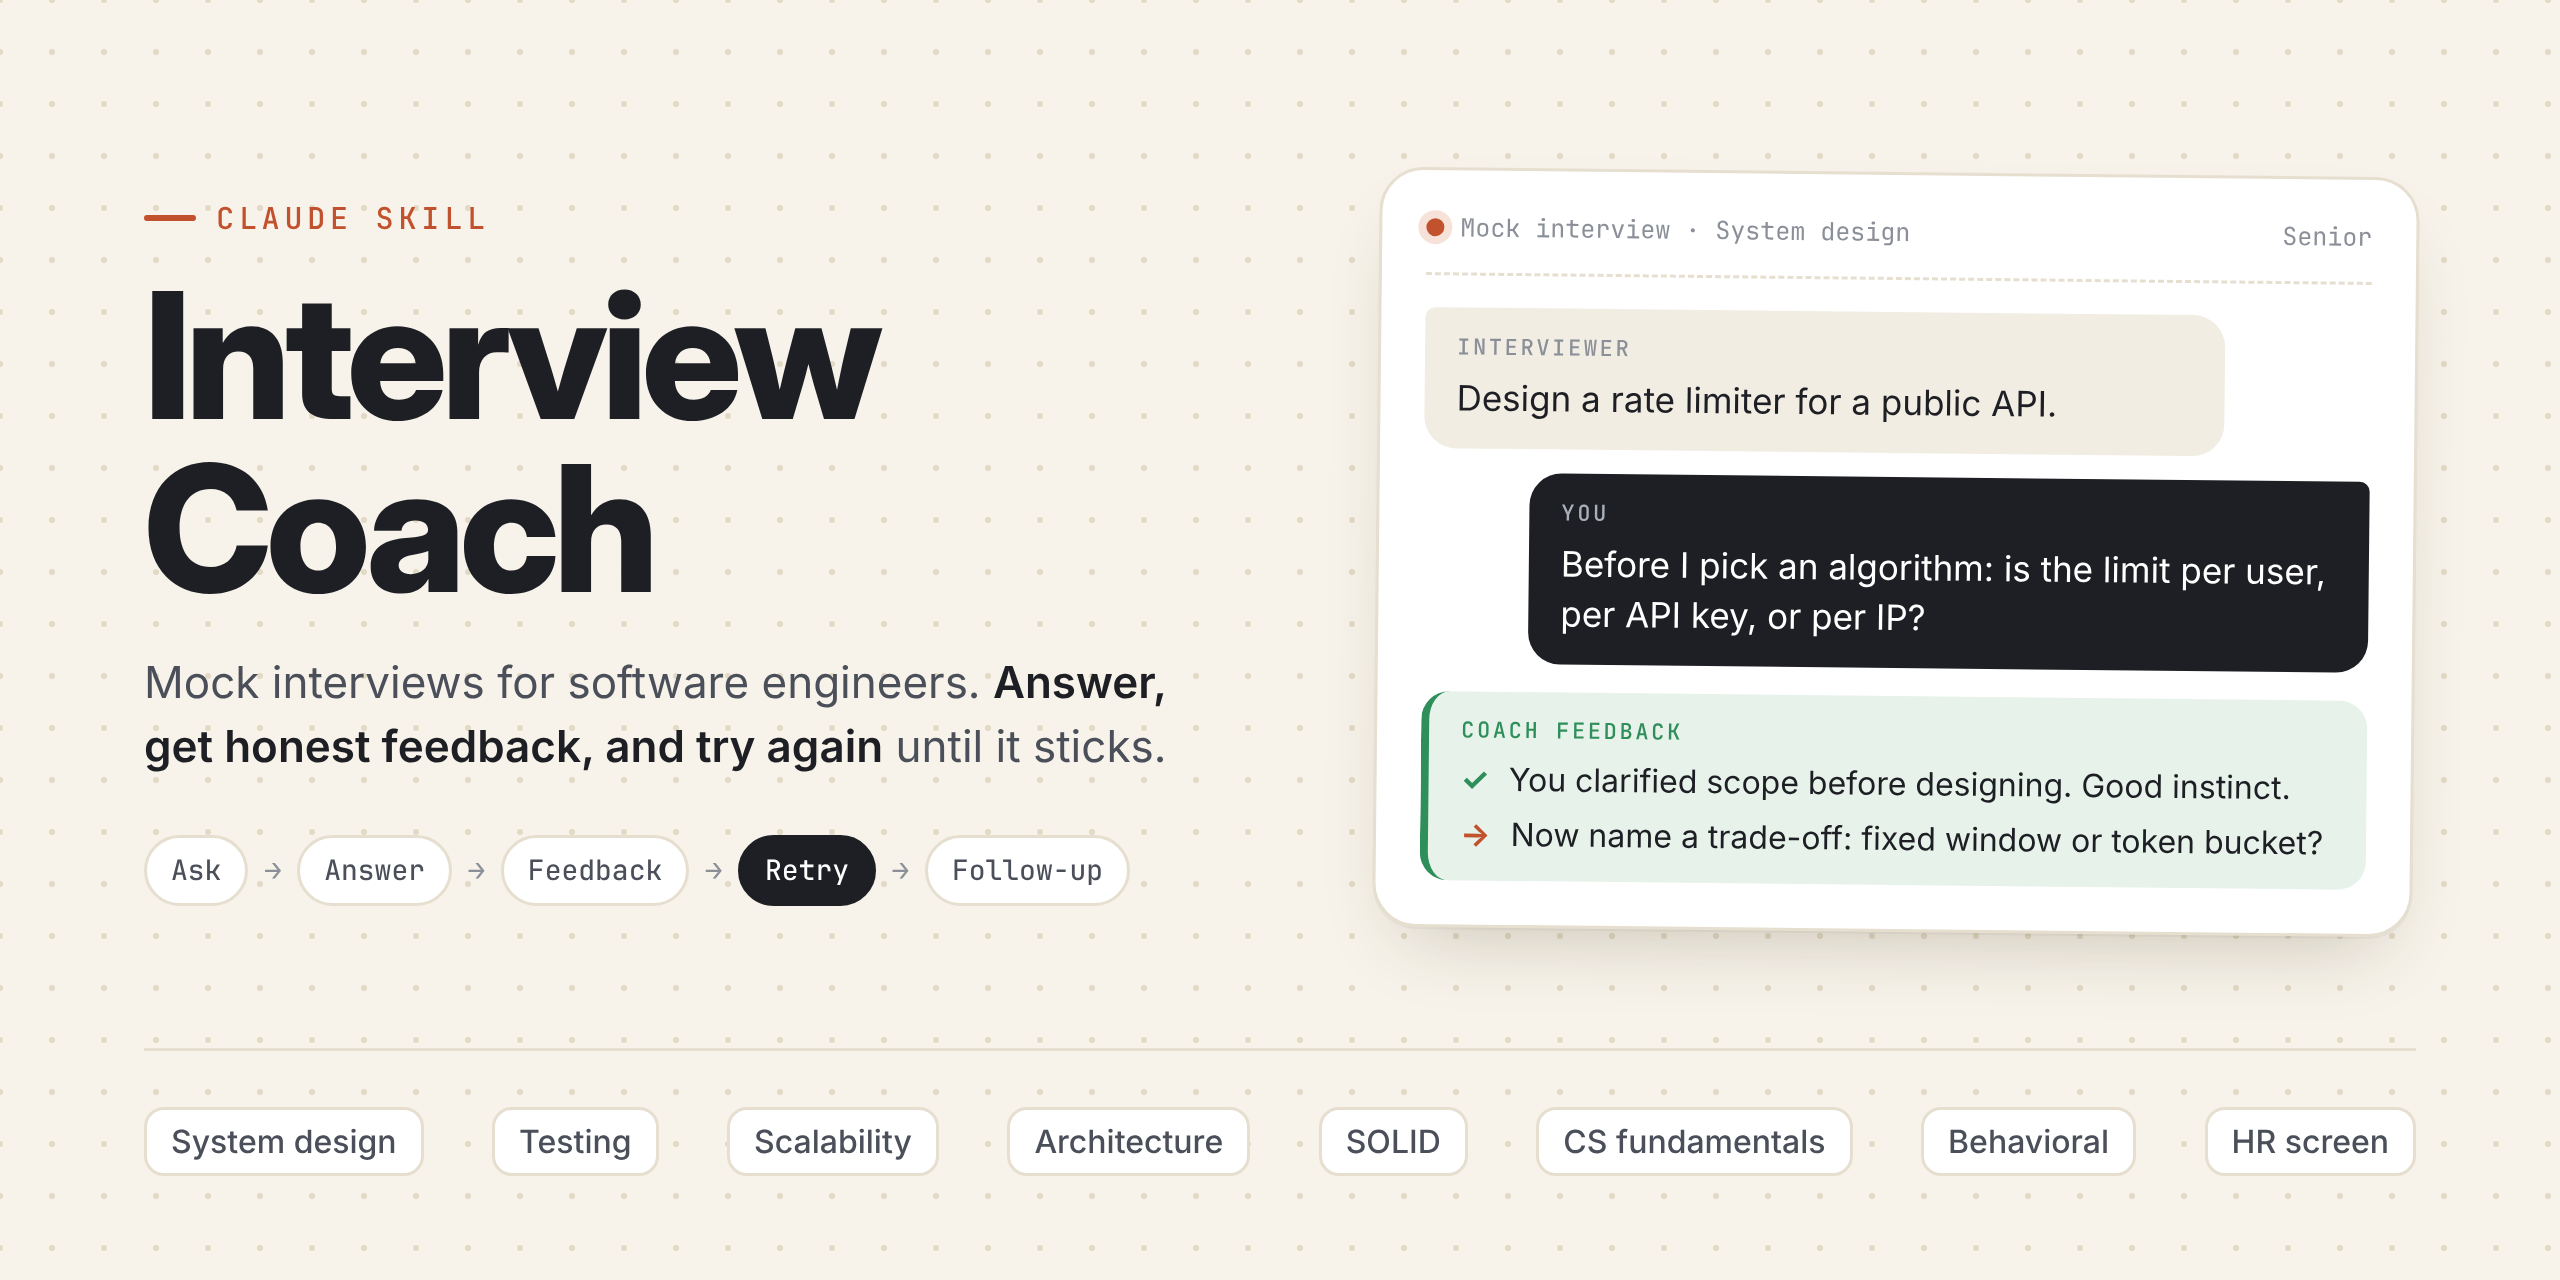 CLAUDE SKILL
Interview
Coach
Mock interviews for software engineers. Answer,
get honest feedback, and try again until it sticks.
Ask → Answer → Feedback → Retry → Follow-up
Mock interview · System design
Senior
INTERVIEWER
Design a rate limiter for a public API.
YOU
Before I pick an algorithm: is the limit per user,
per API key, or per IP?
COACH FEEDBACK
✓ You clarified scope before designing. Good instinct.
→ Now name a trade-off: fixed window or token bucket?
System design
Testing
Scalability
Architecture
SOLID
CS fundamentals
Behavioral
HR screen